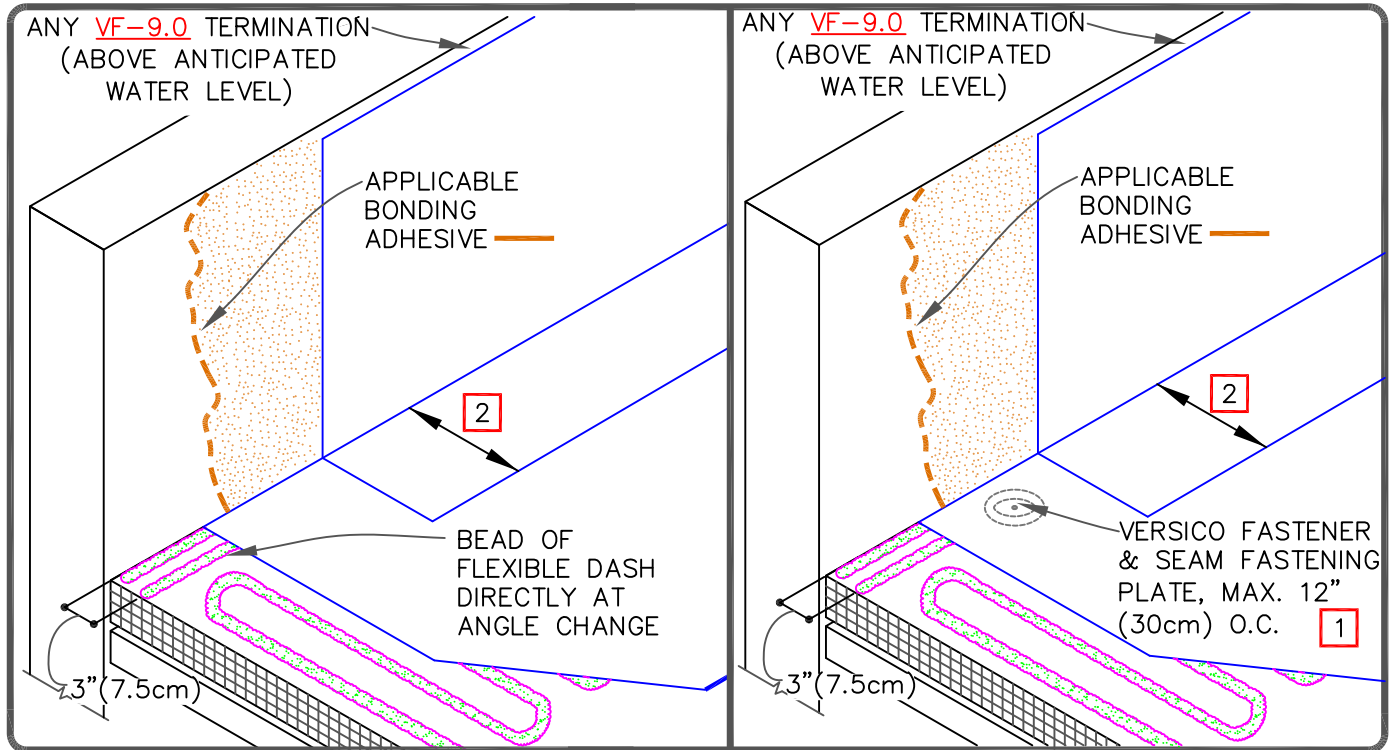 ANY VF-9.0 TERMINATION
(ABOVE ANTICIPATED
WATER LEVEL)
APPLICABLE
BONDING
ADHESIVE
2
BEAD OF
FLEXIBLE DASH
DIRECTLY AT
ANGLE CHANGE
3"(7.5cm)
ANY VF-9.0 TERMINATION
(ABOVE ANTICIPATED
WATER LEVEL)
APPLICABLE
BONDING
ADHESIVE
2
VERSICO FASTENER
& SEAM FASTENING
PLATE, MAX. 12"
(30cm) O.C.
1
3"(7.5cm)